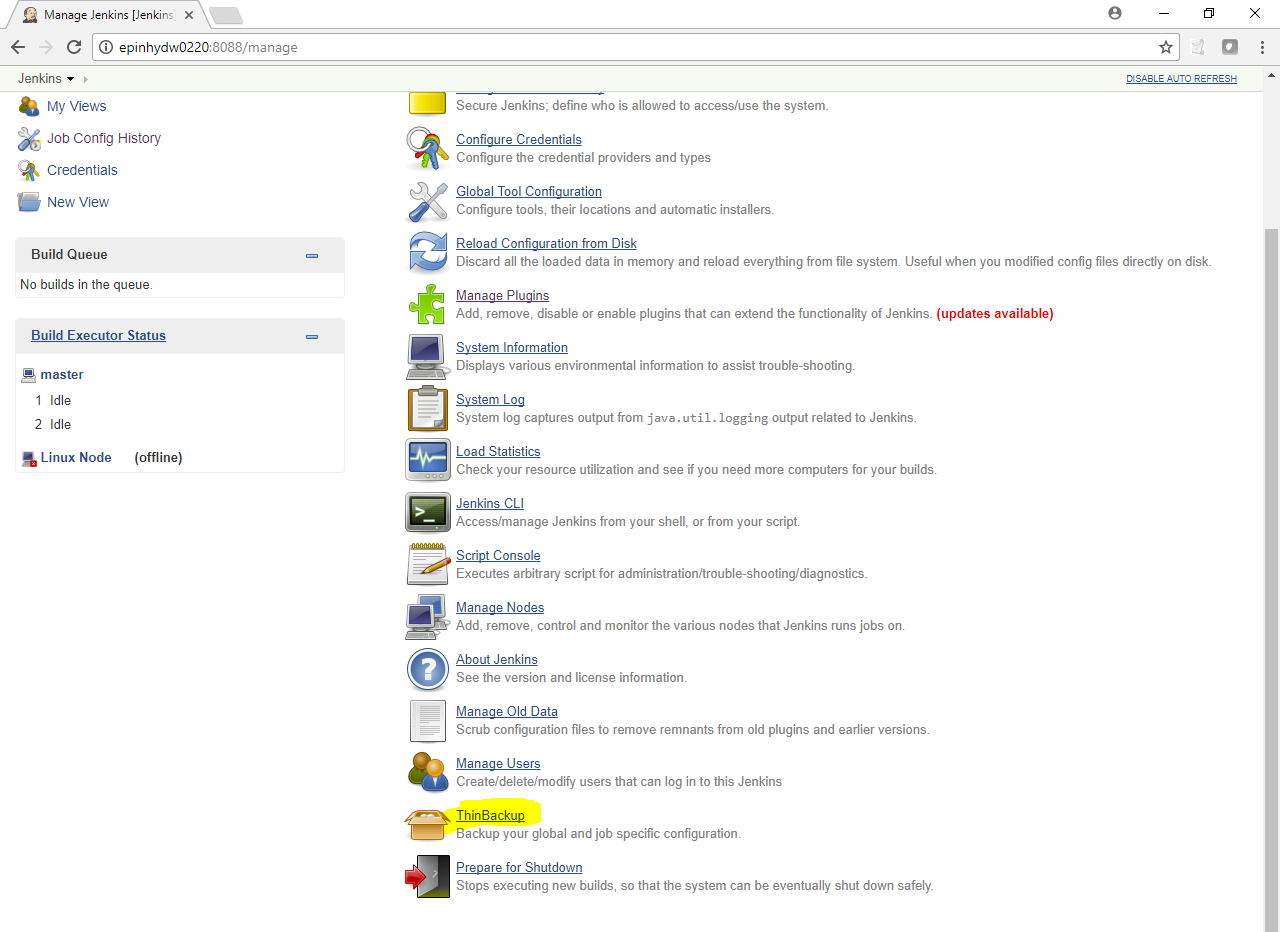 Manage Jenkins [Jenkins]
epinhydw0220:8088/manage
Jenkins
DISABLE AUTO REFRESH
My Views
Job Config History
Credentials
New View
Build Queue
No builds in the queue.
Build Executor Status
master
1 Idle
2 Idle
Linux Node (offline)
Secure Jenkins; define who is allowed to access/use the system.
Configure Credentials
Configure the credential providers and types
Global Tool Configuration
Configure tools, their locations and automatic installers.
Reload Configuration from Disk
Discard all the loaded data in memory and reload everything from file system. Useful when you modified config files directly on disk.
Manage Plugins
Add, remove, disable or enable plugins that can extend the functionality of Jenkins. (updates available)
System Information
Displays various environmental information to assist trouble-shooting.
System Log
System log captures output from java.util.logging output related to Jenkins.
Load Statistics
Check your resource utilization and see if you need more computers for your builds.
Jenkins CLI
Access/manage Jenkins from your shell, or from your script.
Script Console
Executes arbitrary script for administration/trouble-shooting/diagnostics.
Manage Nodes
Add, remove, control and monitor the various nodes that Jenkins runs jobs on.
About Jenkins
See the version and license information.
Manage Old Data
Scrub configuration files to remove remnants from old plugins and earlier versions.
Manage Users
Create/delete/modify users that can log in to this Jenkins
ThinBackup
Backup your global and job specific configuration.
Prepare for Shutdown
Stops executing new builds, so that the system can be eventually shut down safely.